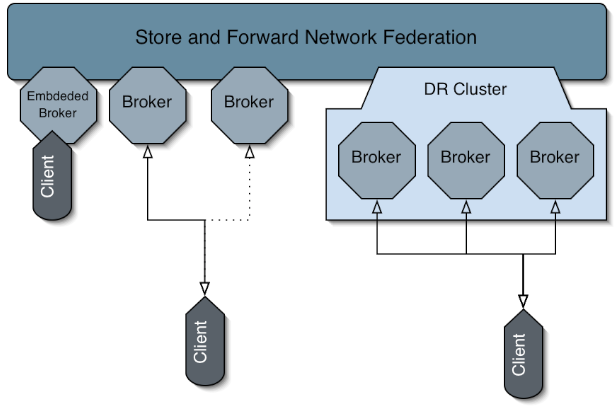 Store and Forward Network Federation
Embdeded
Broker
Broker
Broker
DR Cluster
Broker
Broker
Broker
Client
Client
Client